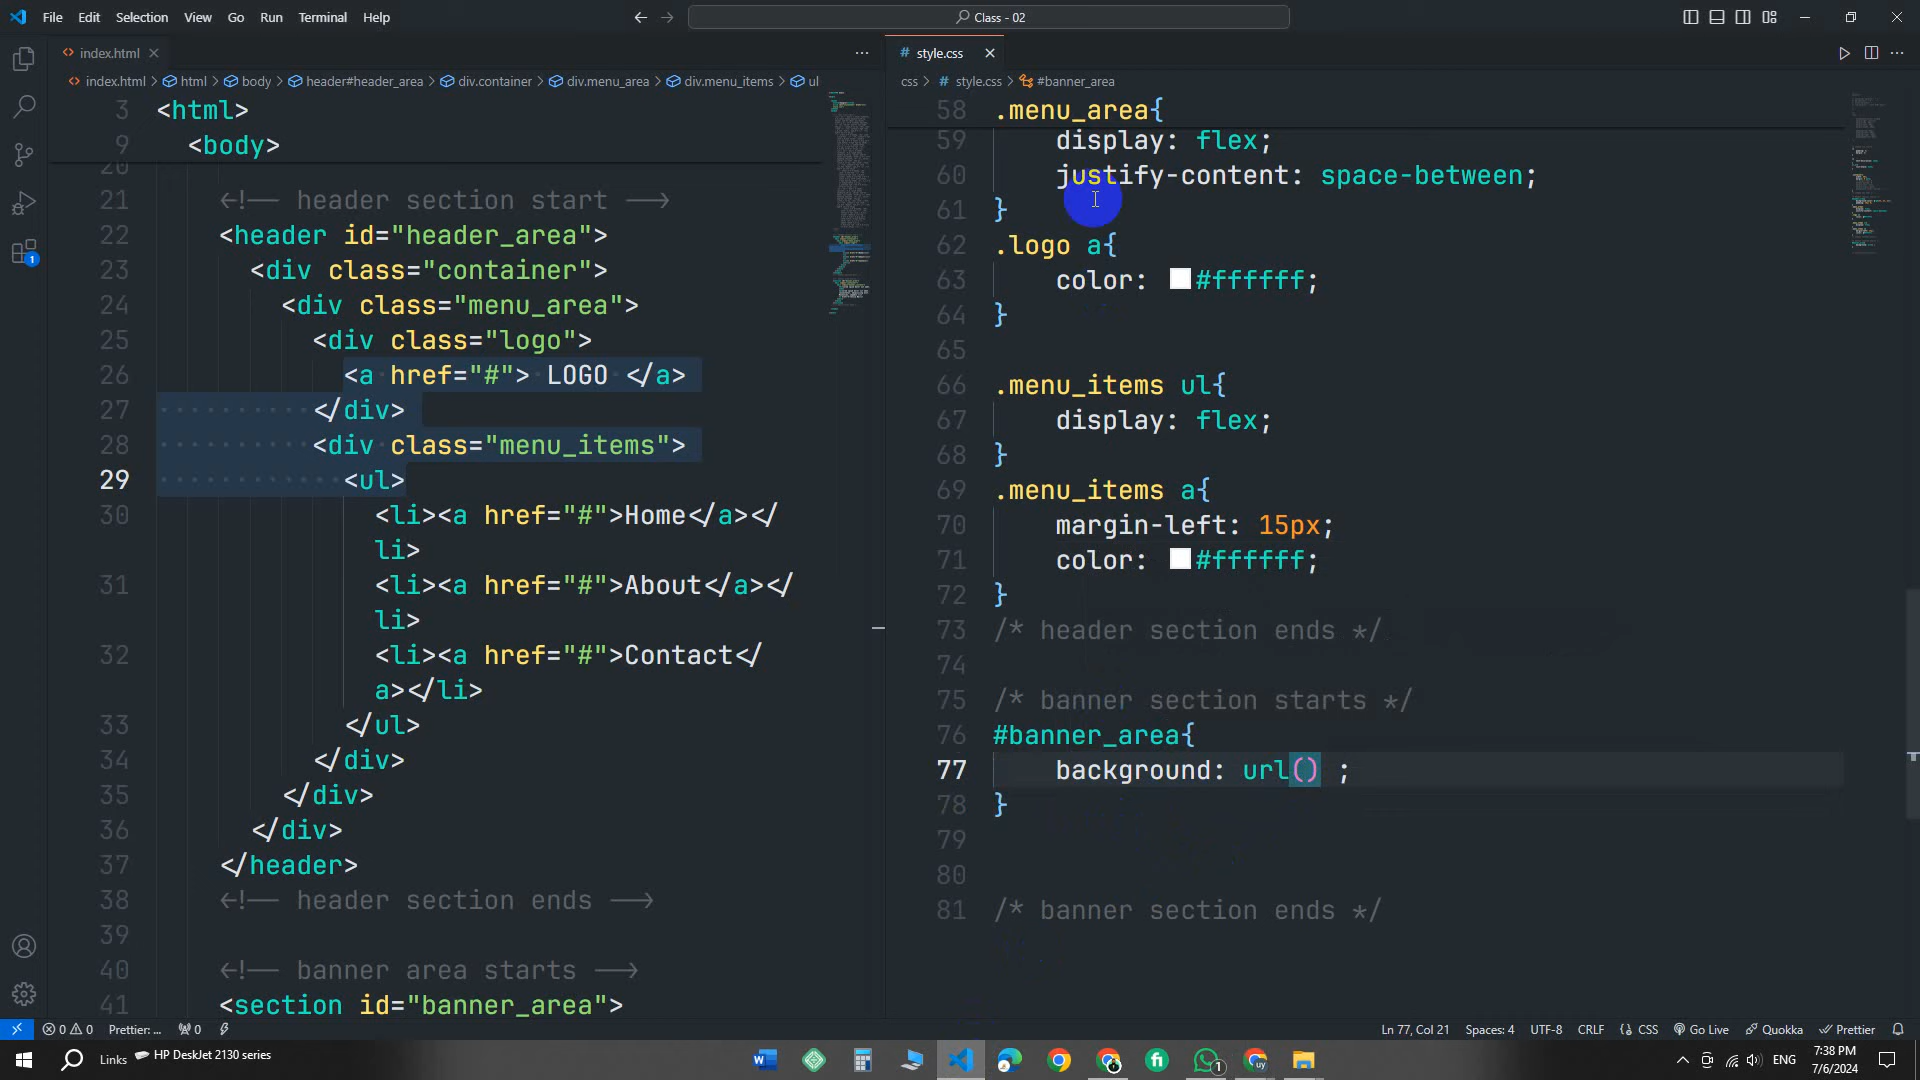 File Edit Selection View Go Run Terminal Help
Class - 02
index.html
style.css
index.html > html > body > header#header_area > div.container > div.menu_area > div.menu_items > ul
css > # style.css > #banner_area
3 <html>
9 <body>
20
21 <!-- header section start -->
22 <header id="header_area">
23 <div class="container">
24 <div class="menu_area">
25 <div class="logo">
26 <a href="#"> LOGO </a>
27 </div>
28 <div class="menu_items">
29 <ul>
30 <li><a href="#">Home</a></
li>
31 <li><a href="#">About</a></
li>
32 <li><a href="#">Contact</
a></li>
33 </ul>
34 </div>
35 </div>
36 </div>
37 </header>
38 <!-- header section ends -->
39
40 <!-- banner area starts -->
41 <section id="banner_area">
58 .menu_area{
59 display: flex;
60 justify-content: space-between;
61 }
62 .logo a{
63 color: #ffffff;
64 }
65
66 .menu_items ul{
67 display: flex;
68 }
69 .menu_items a{
70 margin-left: 15px;
71 color: #ffffff;
72 }
73 /* header section ends */
74
75 /* banner section starts */
76 #banner_area{
77 background: url() ;
78 }
79
80
81 /* banner section ends */
0 0 Prettier: ... 0
Ln 77, Col 21 Spaces: 4 UTF-8 CRLF CSS Go Live Quokka Prettier
Links HP DeskJet 2130 series
ENG
7:38 PM
7/6/2024